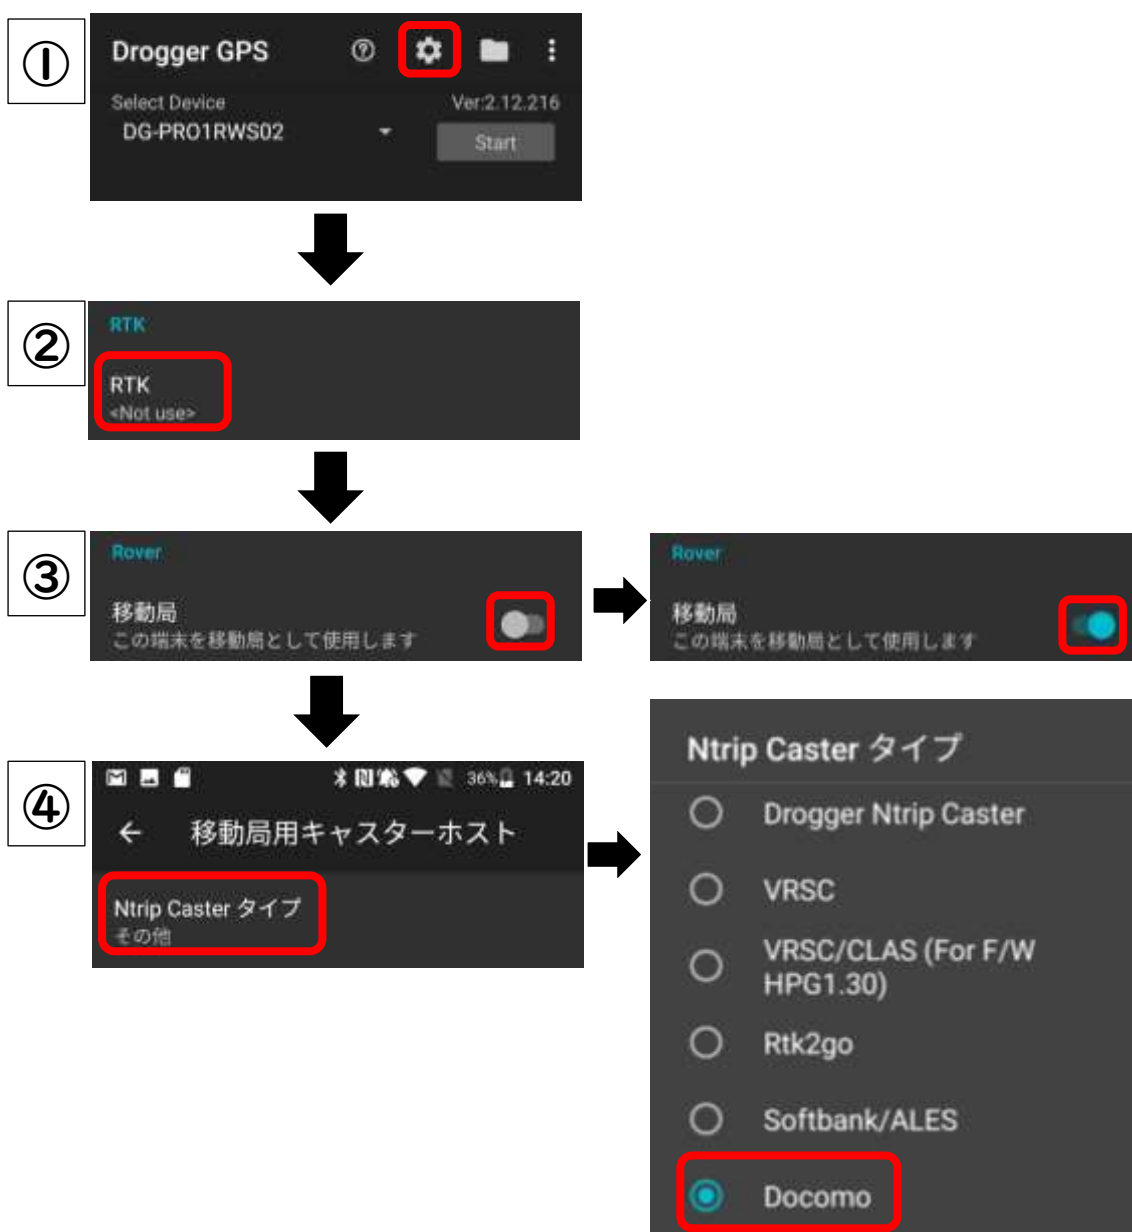 ①
Drogger GPS
Select Device
Ver:2.12.216
DG-PRO1RWS02
Start
②
RTK
RTK
<Not use>
③
Rover
移動局
この端末を移動局として使用します
Rover
移動局
この端末を移動局として使用します
④
36% 14:20
移動局用キャスターホスト
Ntrip Caster タイプ
その他
Ntrip Caster タイプ
Drogger Ntrip Caster
VRSC
VRSC/CLAS (For F/W
HPG1.30)
Rtk2go
Softbank/ALES
Docomo